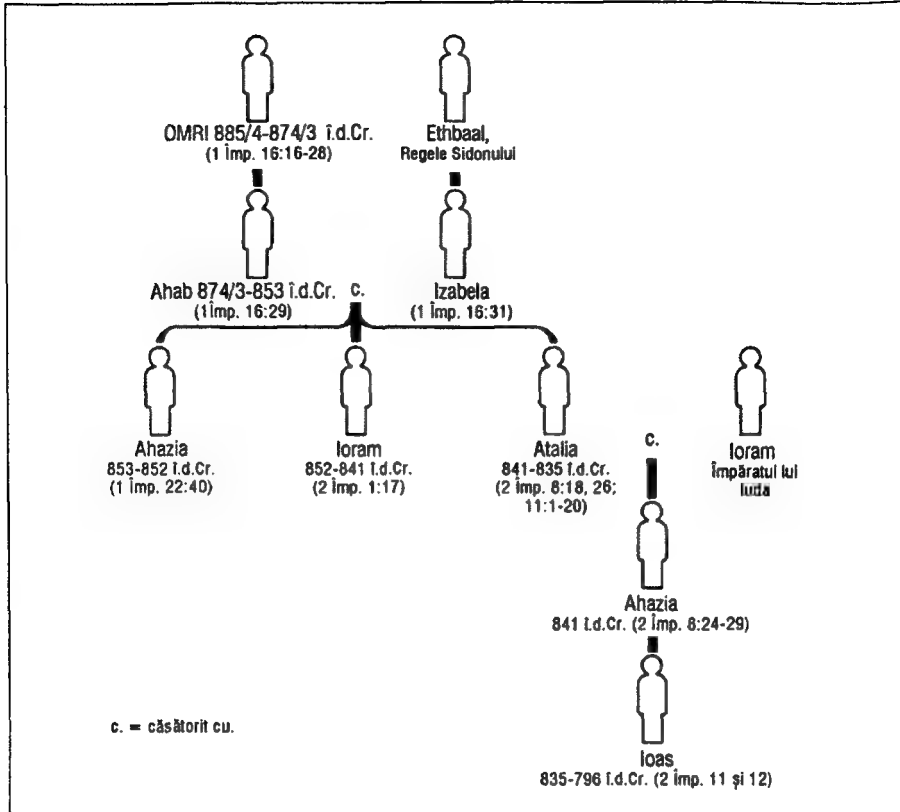 OMRI 885/4-874/3 î.d.Cr.
(1 Împ. 16:16-28)
Ethbaal,
Regele Sidonului
Ahab 874/3-853 î.d.Cr.
(1 Împ. 16:29)
c.
Izabela
(1 Împ. 16:31)
Ahazia
853-852 î.d.Cr.
(1 Împ. 22:40)
Ioram
852-841 î.d.Cr.
(2 Împ. 1:17)
Atalia
841-835 î.d.Cr.
(2 Împ. 8:18, 26;
11:1-20)
c.
Ioram
Împăratul lui
Iuda
Ahazia
841 î.d.Cr. (2 Împ. 8:24-29)
c. = căsătorit cu.
Ioas
835-796 î.d.Cr. (2 Împ. 11 și 12)